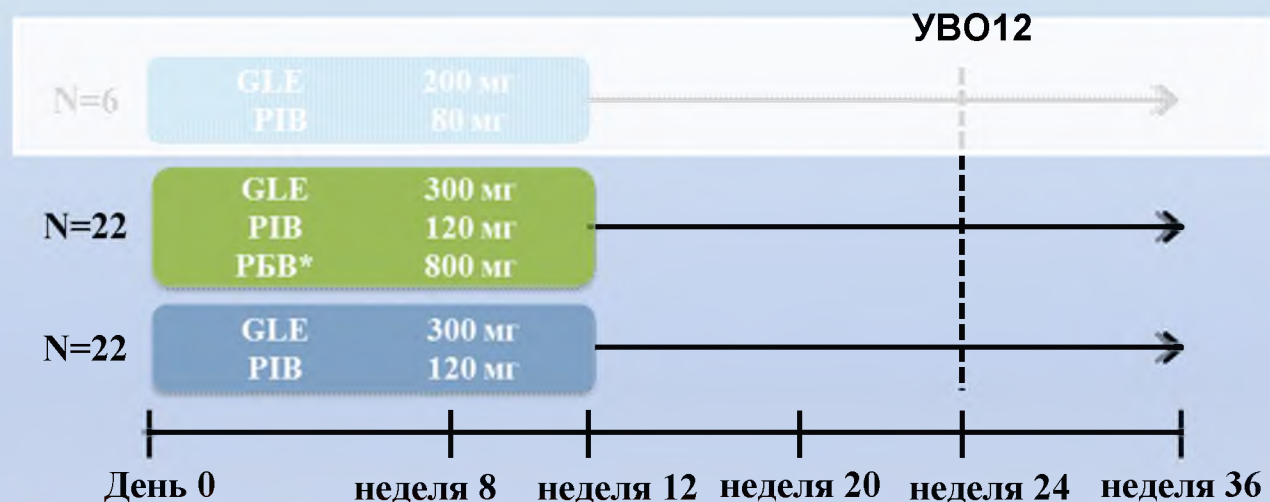 УВО12
N=6
GLE 200 мг
PIB 80 мг
N=22
GLE 300 мг
PIB 120 мг
РБВ* 800 мг
N=22
GLE 300 мг
PIB 120 мг
День 0 неделя 8 неделя 12 неделя 20 неделя 24 неделя 36